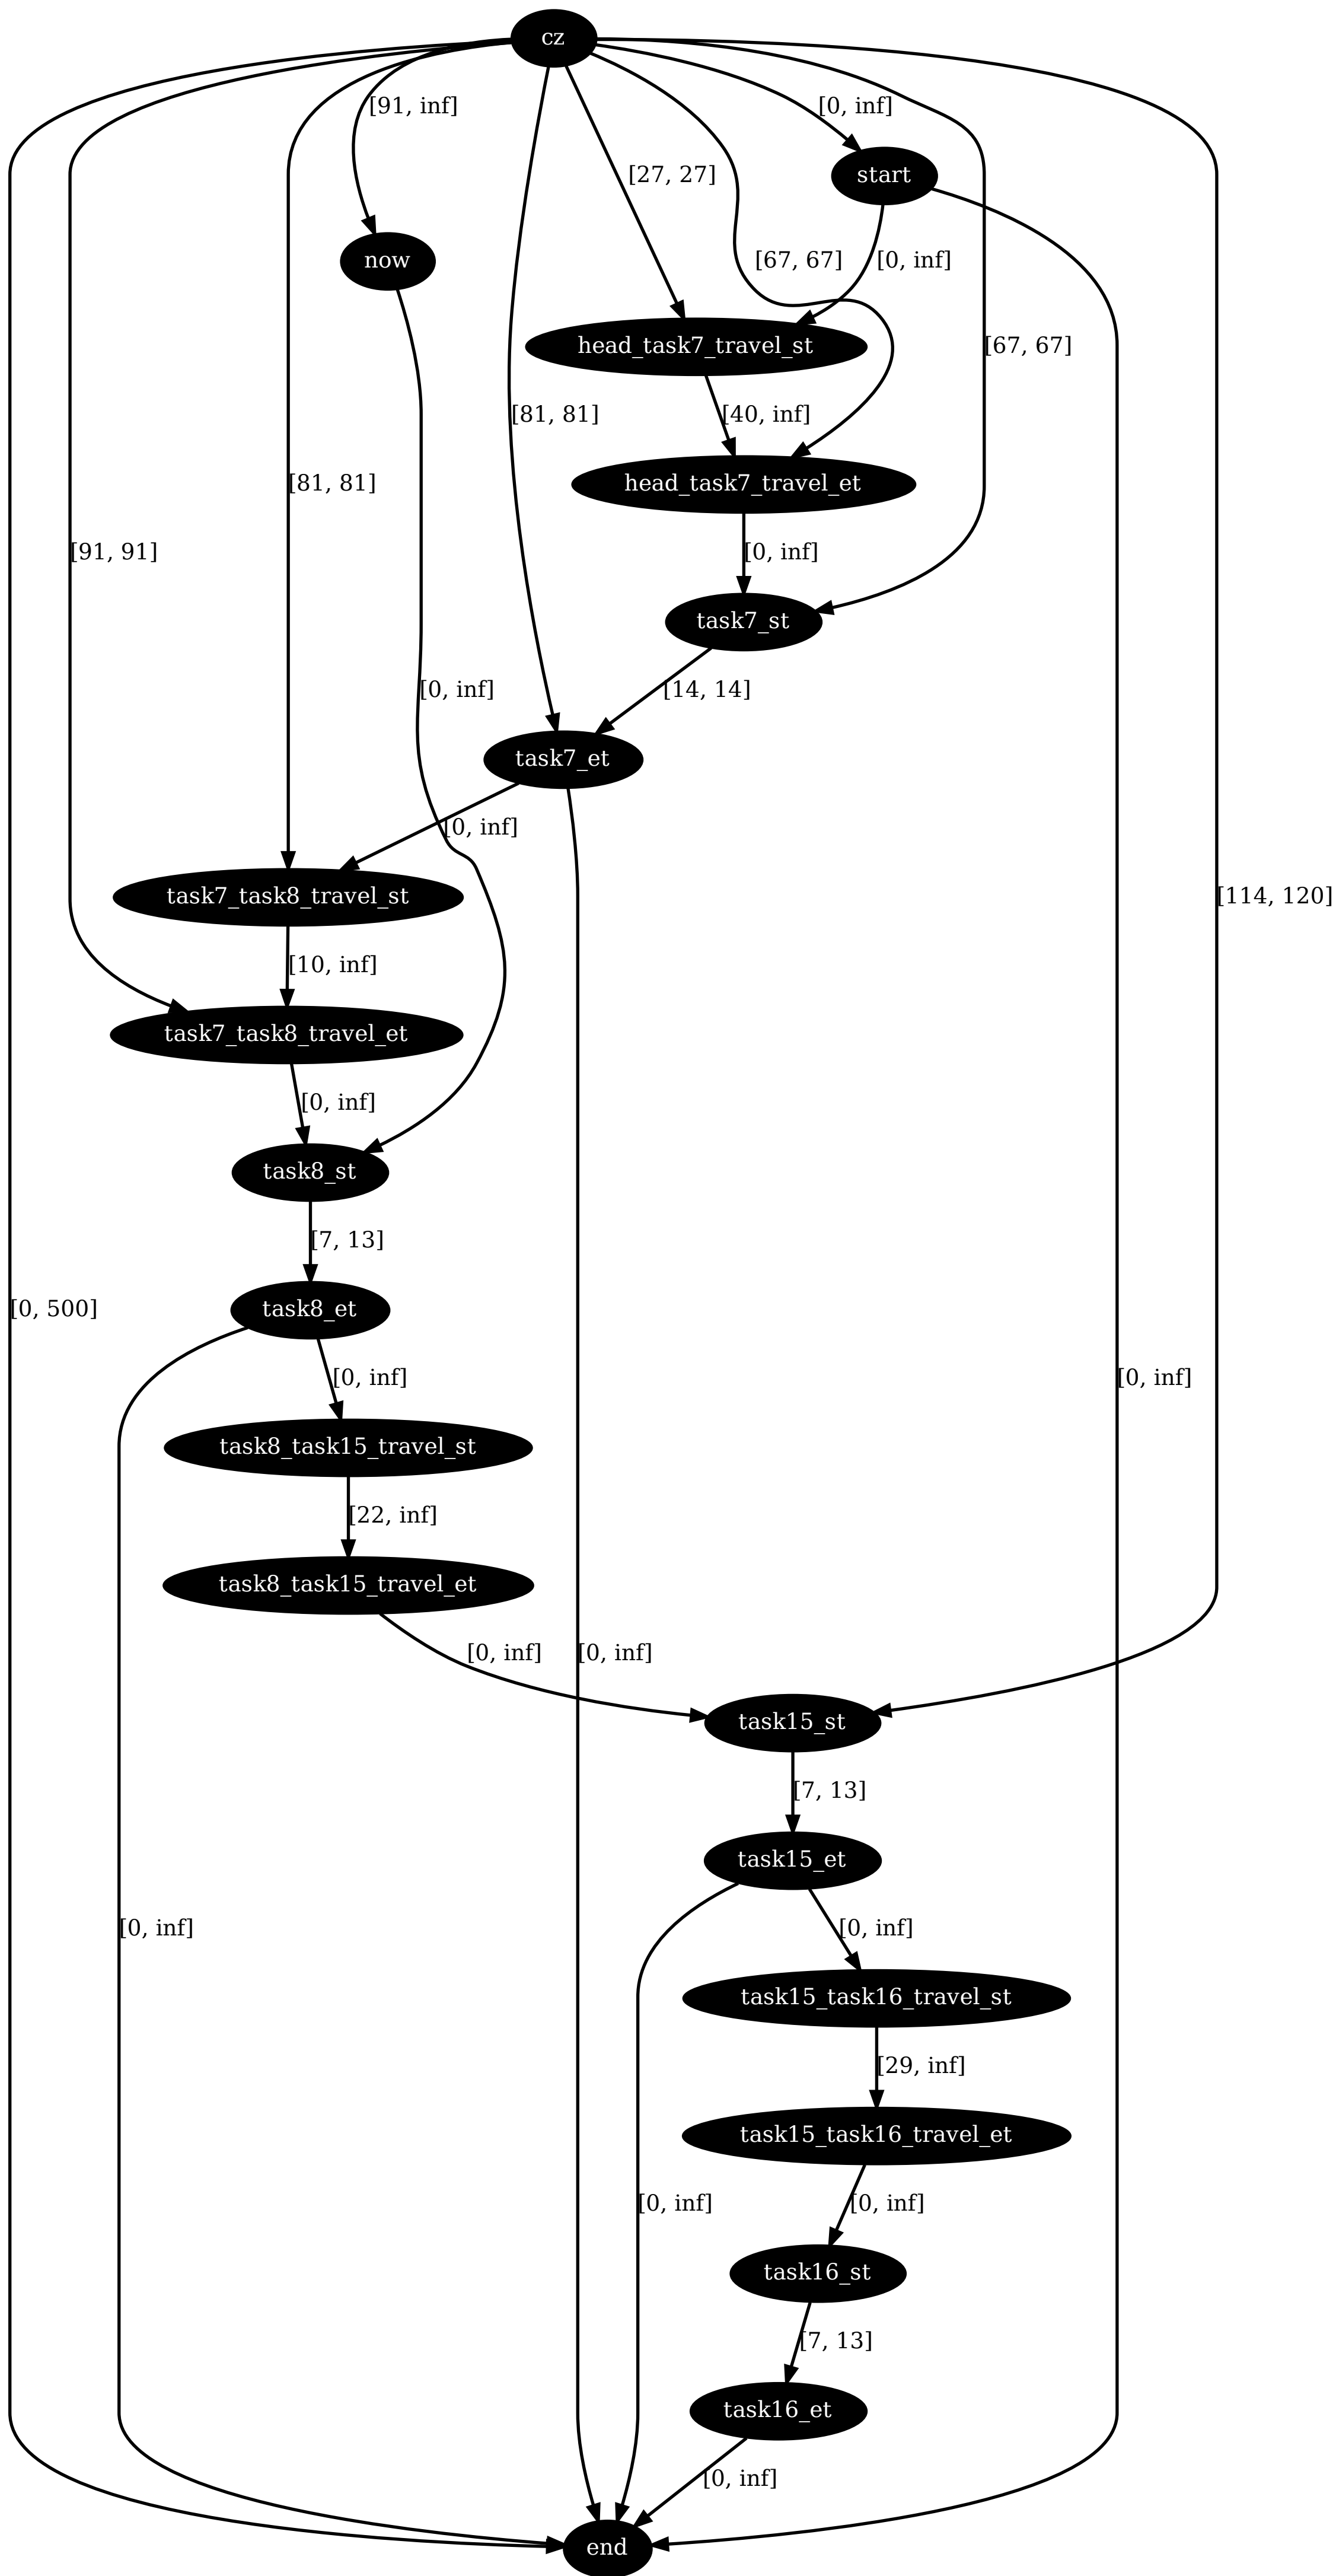 cz
[91, inf]
[0, inf]
start
[27, 27]
now
[67, 67]
[0, inf]
head_task7_travel_st
[67, 67]
[81, 81]
[40, inf]
[81, 81]
head_task7_travel_et
[91, 91]
[0, inf]
task7_st
[0, inf]
[14, 14]
task7_et
[0, inf]
task7_task8_travel_st
[114, 120]
[10, inf]
task7_task8_travel_et
[0, inf]
task8_st
[7, 13]
[0, 500]
task8_et
[0, inf]
[0, inf]
task8_task15_travel_st
[22, inf]
task8_task15_travel_et
[0, inf]
[0, inf]
task15_st
[7, 13]
task15_et
[0, inf]
[0, inf]
task15_task16_travel_st
[29, inf]
task15_task16_travel_et
[0, inf]
[0, inf]
task16_st
[7, 13]
task16_et
[0, inf]
end